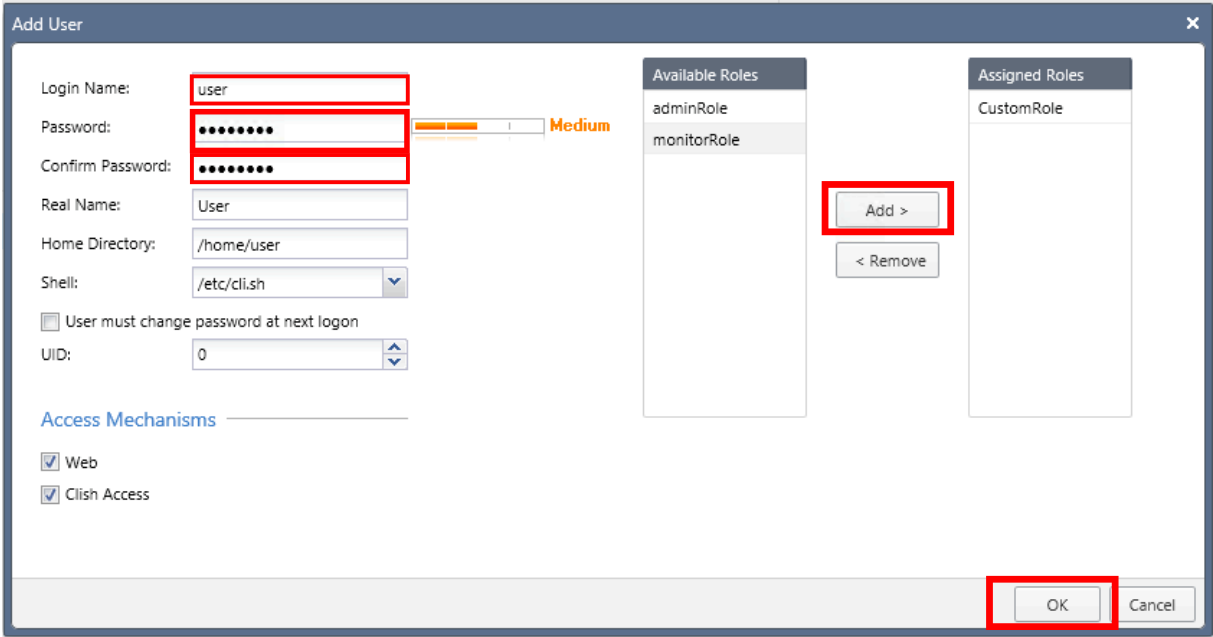 Add User
Login Name:
user
Password:
●●●●●●●●
Medium
Confirm Password:
●●●●●●●●
Real Name:
User
Home Directory:
/home/user
Shell:
/etc/cli.sh
User must change password at next logon
UID:
0
Access Mechanisms
Web
Clish Access
Available Roles
adminRole
monitorRole
Add >
< Remove
Assigned Roles
CustomRole
OK
Cancel